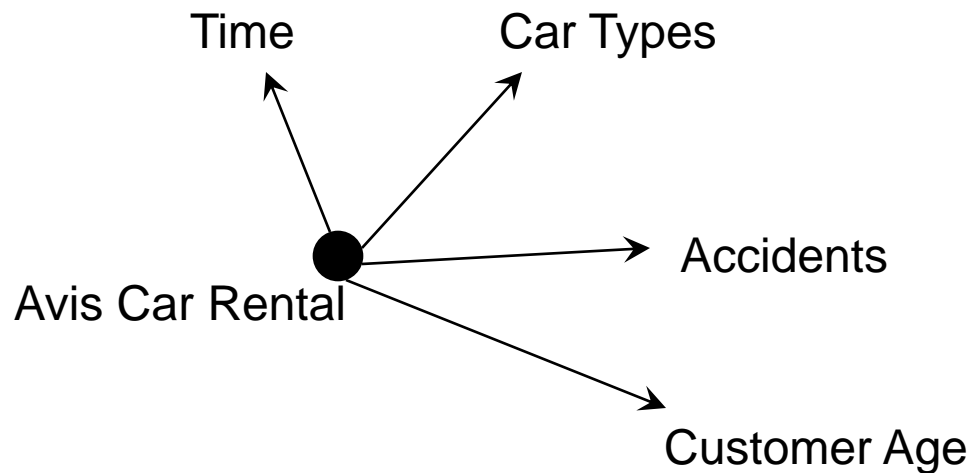 Time
Car Types
Accidents
Avis Car Rental
Customer Age